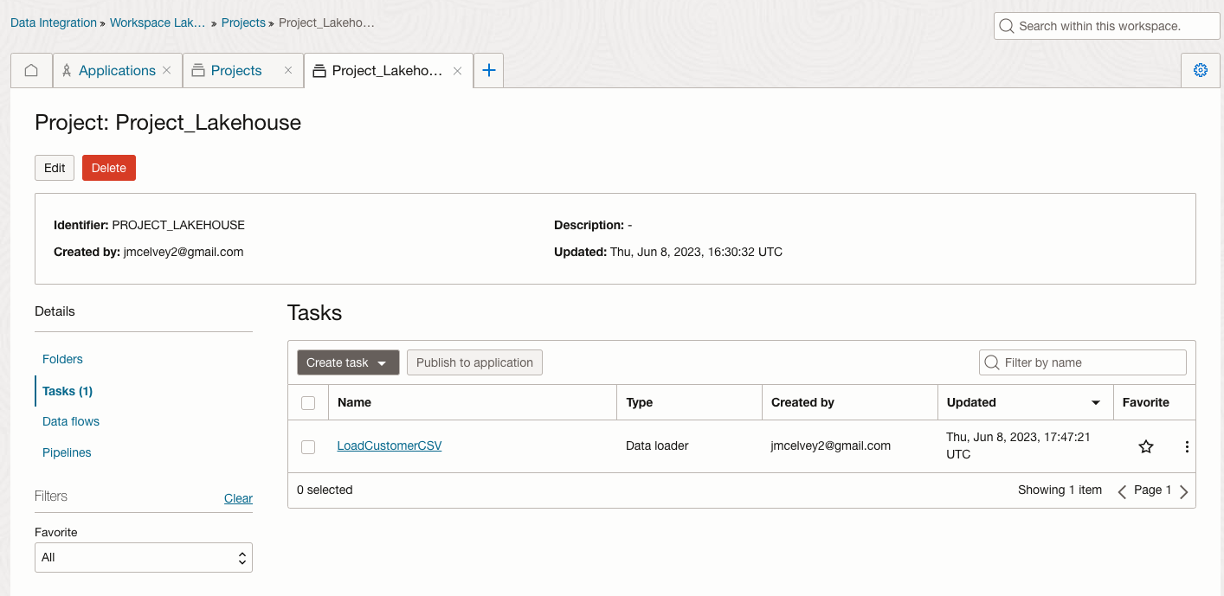 Data Integration » Workspace Lak... » Projects » Project_Lakeho...
Search within this workspace.
Applications
Projects
Project_Lakeho...
Project: Project_Lakehouse
Edit
Delete
Identifier: PROJECT_LAKEHOUSE
Description: -
Created by: jmcelvey2@gmail.com
Updated: Thu, Jun 8, 2023, 16:30:32 UTC
Details
Folders
Tasks (1)
Data flows
Pipelines
Filters
Clear
Favorite
All
Tasks
Create task
Publish to application
Filter by name
Name
Type
Created by
Updated
Favorite
LoadCustomerCSV
Data loader
jmcelvey2@gmail.com
Thu, Jun 8, 2023, 17:47:21
UTC
0 selected
Showing 1 item
Page 1